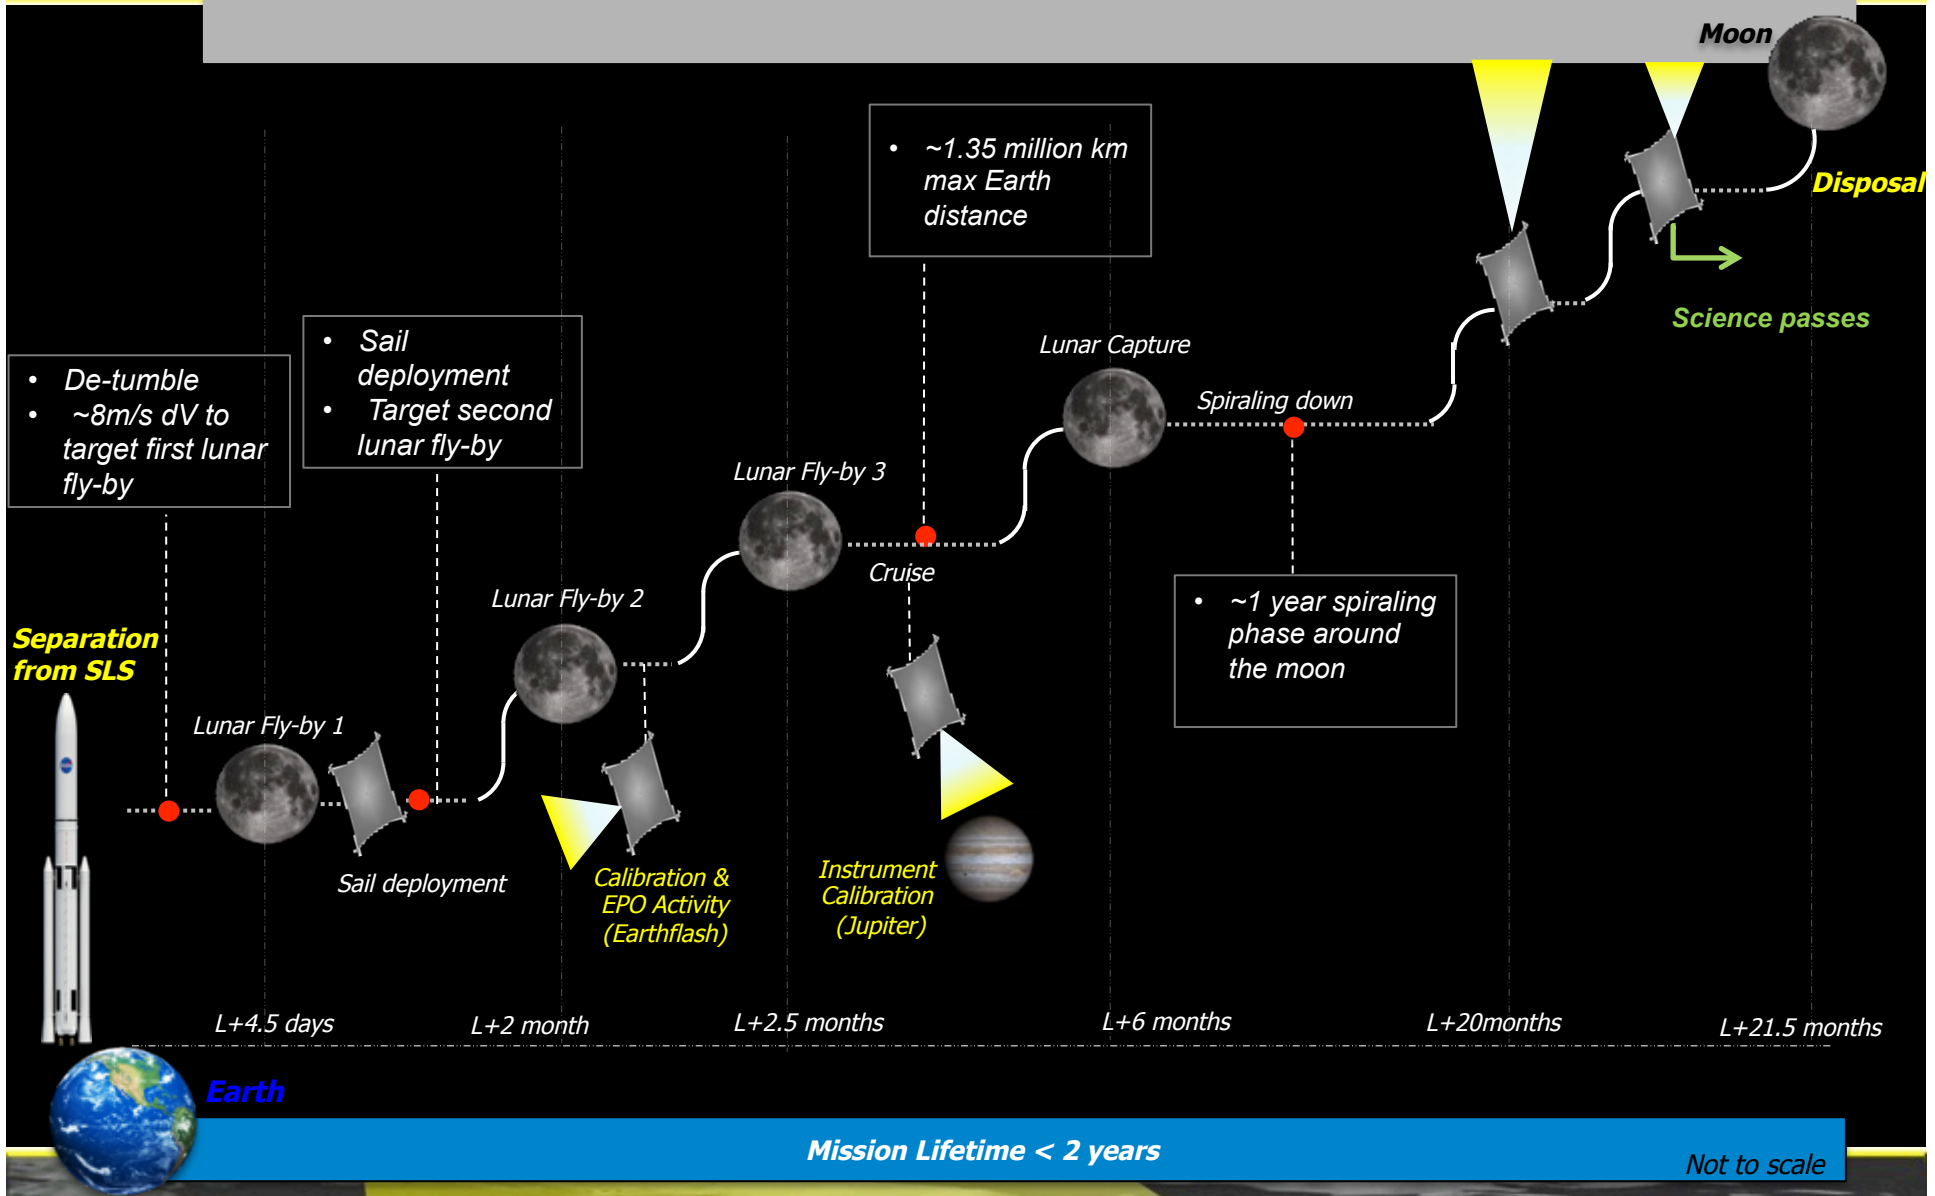 Moon
• ~1.35 million km
max Earth
distance
Disposal
Science passes
Lunar Capture
• Sail
deployment
• Target second
lunar fly-by
• De-tumble
• ~8m/s dV to
target first lunar
fly-by
Spiraling down
Lunar Fly-by 3
Cruise
Lunar Fly-by 2
• ~1 year spiraling
phase around
the moon
Separation
from SLS
Lunar Fly-by 1
Sail deployment
Calibration &
EPO Activity
(Earthflash)
Instrument
Calibration
(Jupiter)
L+4.5 days
L+2 month
L+2.5 months
L+6 months
L+20months
L+21.5 months
Earth
Mission Lifetime < 2 years
Not to scale